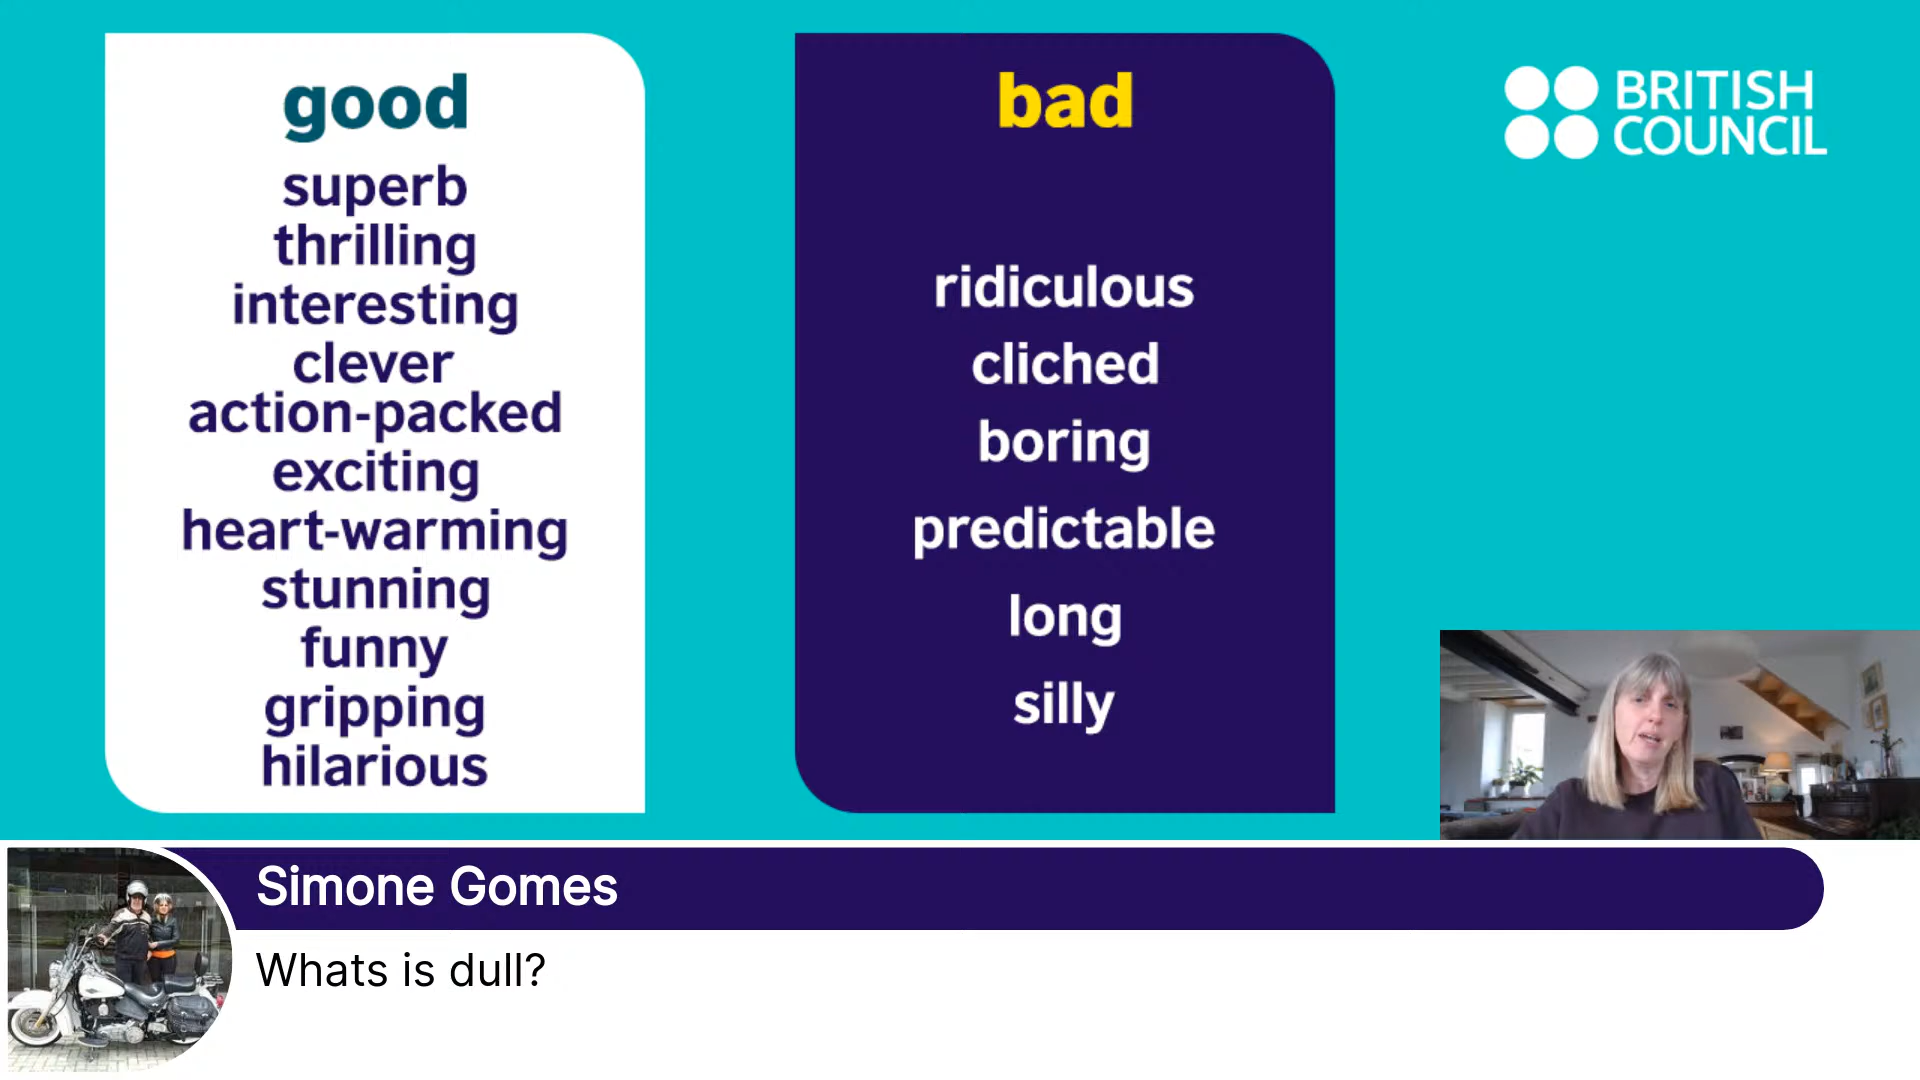 good
superb
thrilling
interesting
clever
action-packed
exciting
heart-warming
stunning
funny
gripping
hilarious
bad
ridiculous
cliched
boring
predictable
long
silly
BRITISH
COUNCIL
Simone Gomes
Whats is dull?